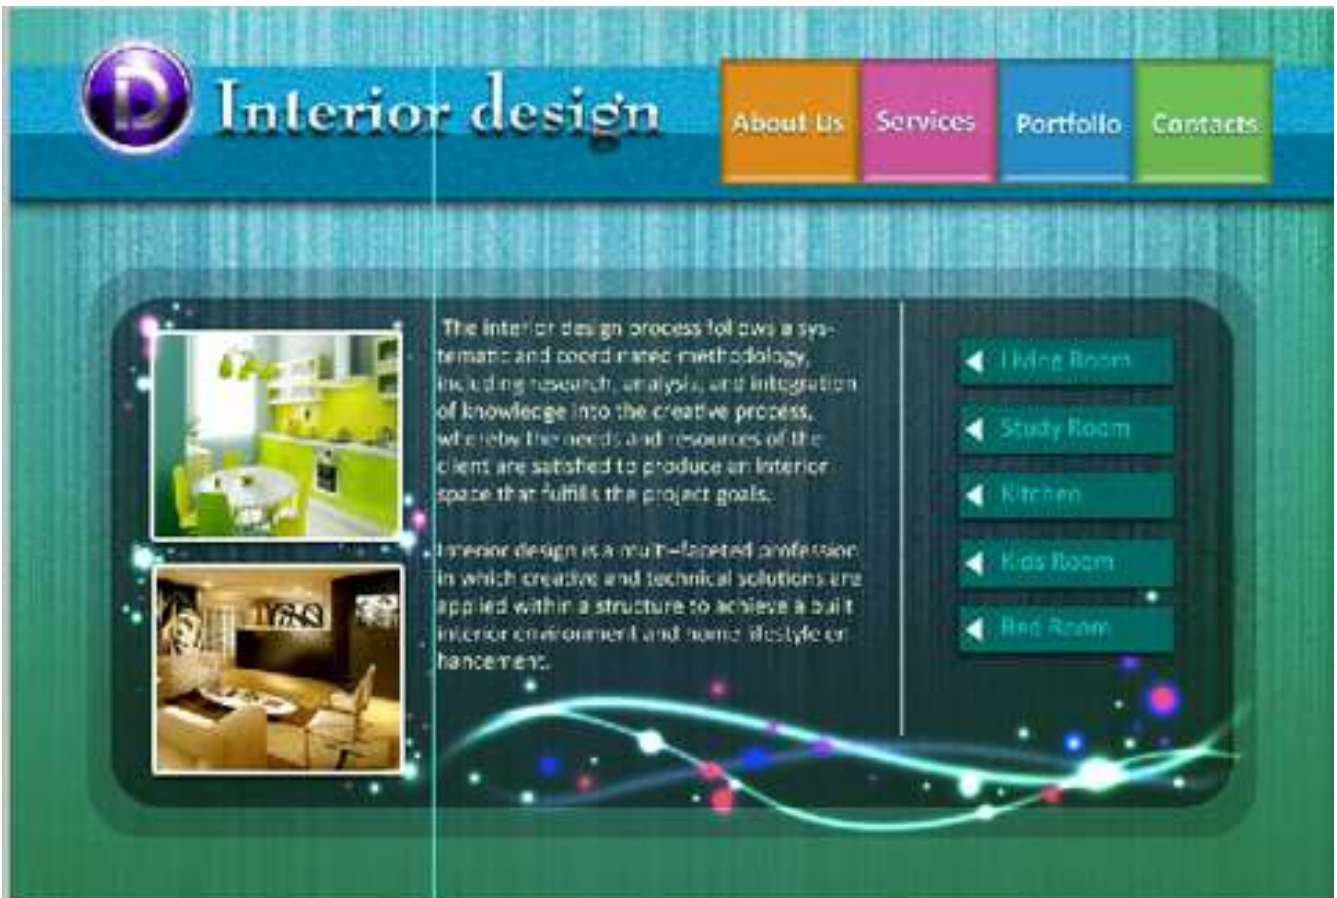 D
Interior design
About Us
Services
Portfolio
Contacts
The interior design process follows a sys-
tematic and coordinated methodology,
including research, analysis, and integration
of knowledge into the creative process,
whereby the needs and resources of the
client are satisfied to produce an interior
space that fulfills the project goals.
Interior design is a multi-faceted profession
in which creative and technical solutions are
applied within a structure to achieve a built
interior environment and home lifestyle en
hancement.
Living Room
Study Room
Kitchen
Kids Room
Bed Room